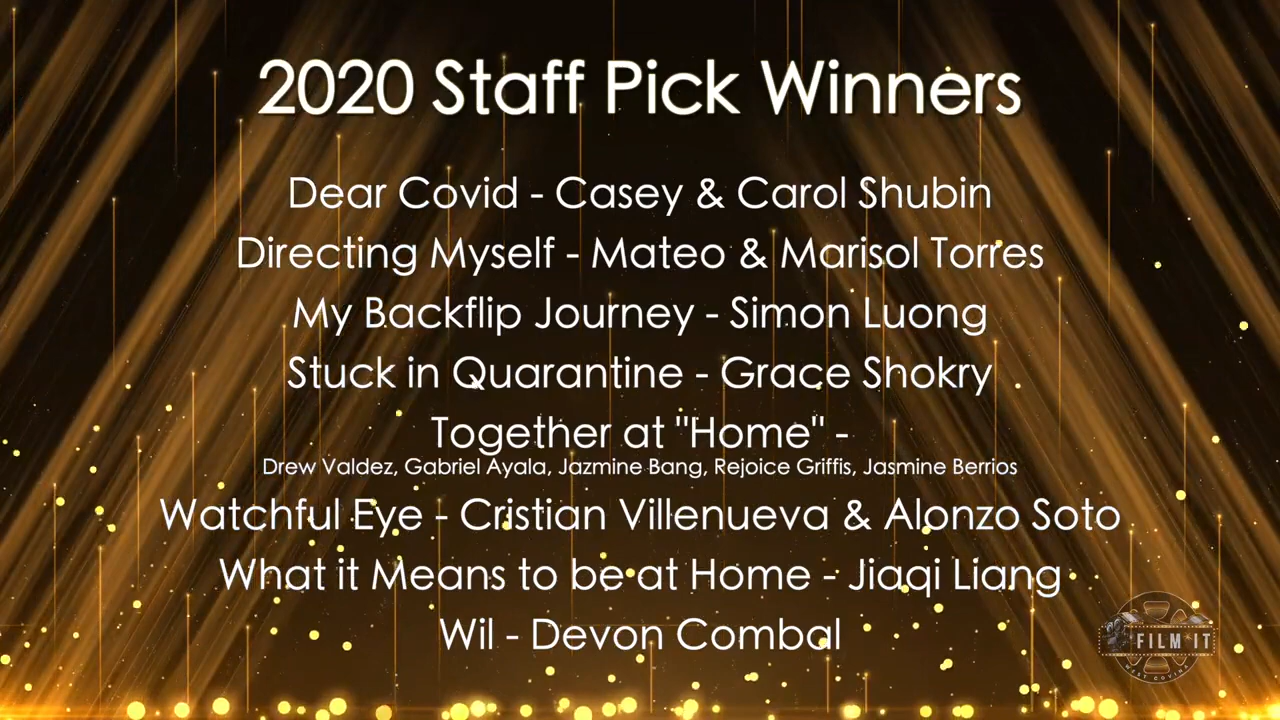 2020 Staff Pick Winners
Dear Covid - Casey & Carol Shubin
Directing Myself - Mateo & Marisol Torres
My Backflip Journey - Simon Luong
Stuck in Quarantine - Grace Shokry
Together at "Home" -
Drew Valdez, Gabriel Ayala, Jazmine Bang, Rejoice Griffis, Jasmine Berrios
Watchful Eye - Cristian Villenueva & Alonzo Soto
What it Means to be at Home - Jiaqi Liang
Wil - Devon Combal
FILM IT
WEST COVINA